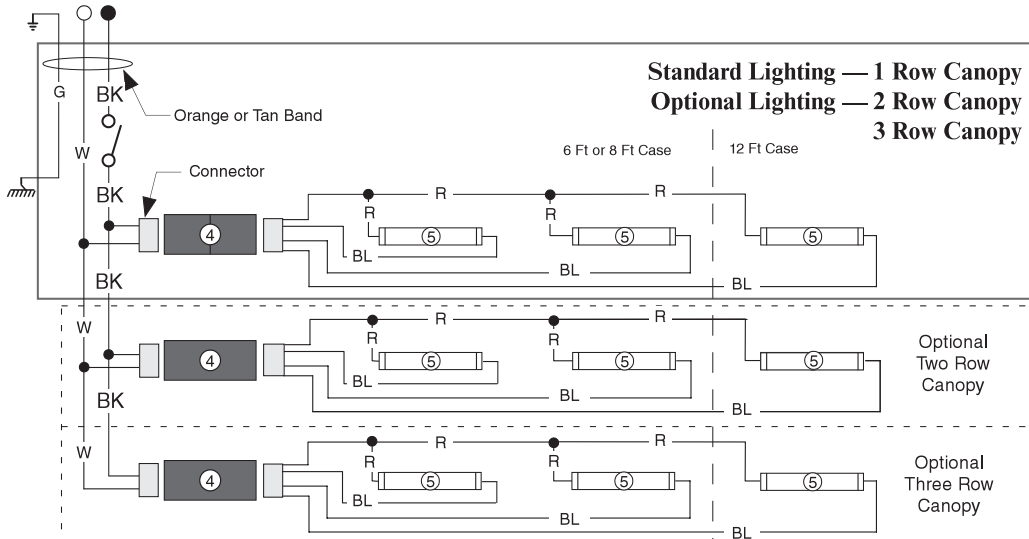 Standard Lighting — 1 Row Canopy
Optional Lighting — 2 Row Canopy
3 Row Canopy
G
BK
Orange or Tan Band
W
6 Ft or 8 Ft Case
12 Ft Case
Connector
BK
R
R
R
R
4
5
5
5
BL
BL
BL
BK
W
R
R
R
R
Optional
Two Row
Canopy
4
5
5
5
BL
BL
BL
BK
W
R
R
R
R
Optional
Three Row
Canopy
4
5
5
5
BL
BL
BL